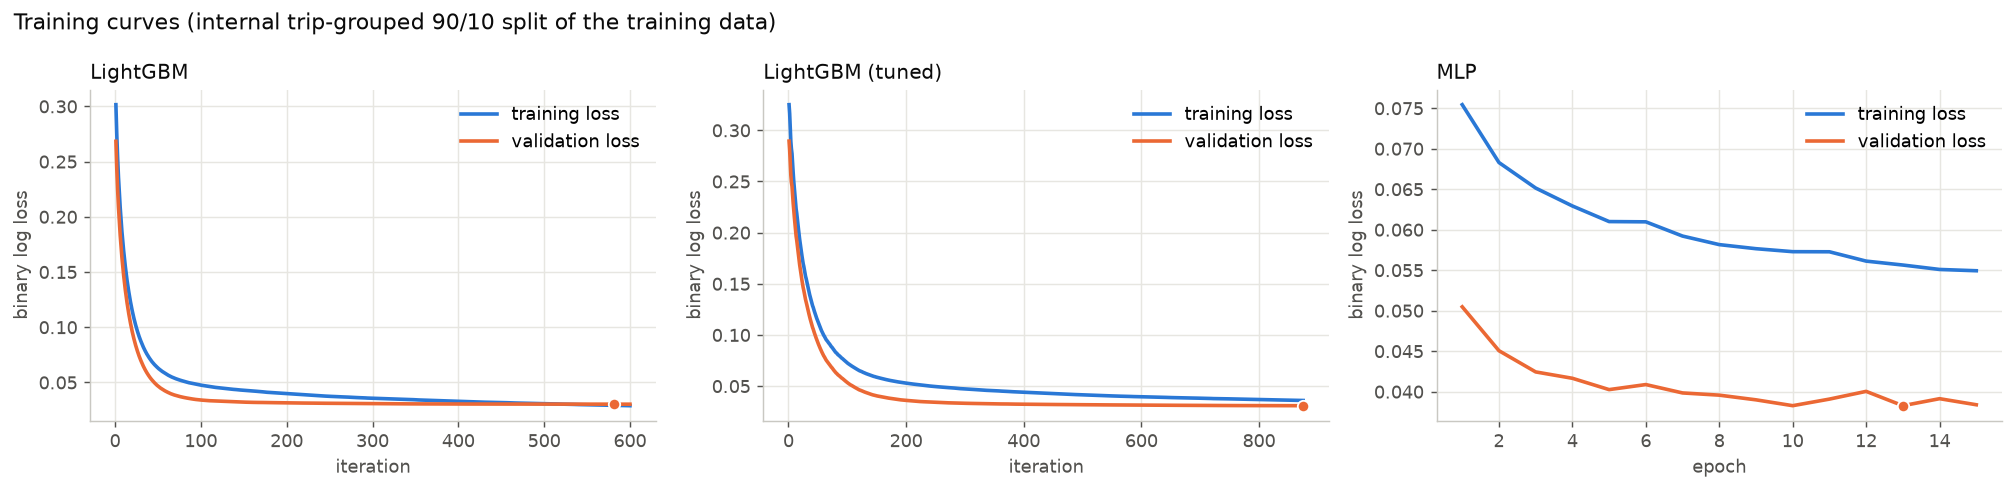 Training curves (internal trip-grouped 90/10 split of the training data)
LightGBM
training loss
validation loss
binary log loss
0.30
0.25
0.20
0.15
0.10
0.05
0 100 200 300 400 500 600
iteration
LightGBM (tuned)
training loss
validation loss
binary log loss
0.30
0.25
0.20
0.15
0.10
0.05
0 200 400 600 800
iteration
MLP
training loss
validation loss
binary log loss
0.075
0.070
0.065
0.060
0.055
0.050
0.045
0.040
2 4 6 8 10 12 14
epoch